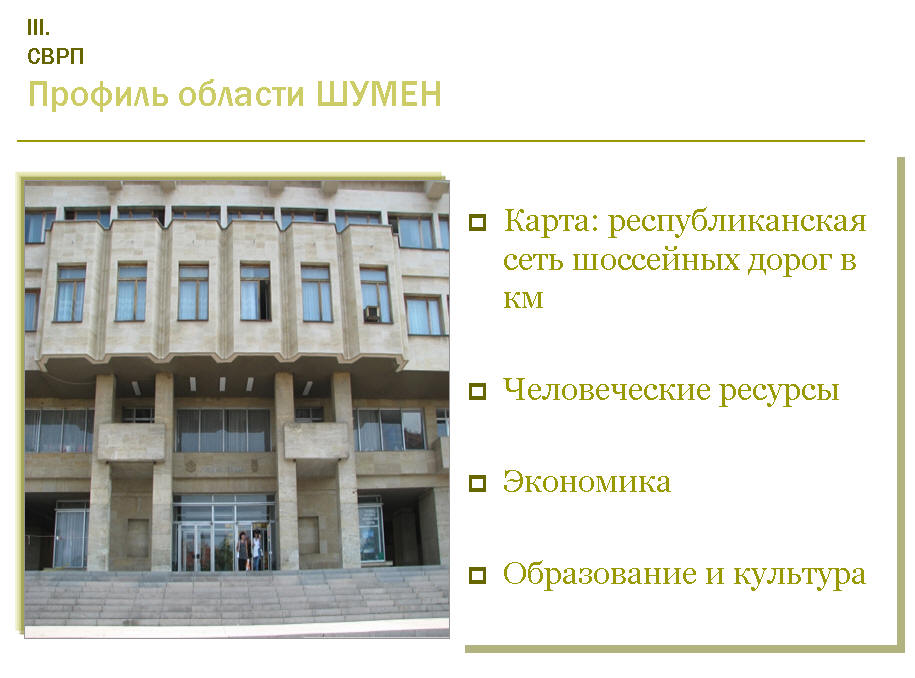 III.
СВРП
Профиль области ШУМЕН
Карта: республиканская
сеть шоссейных дорог в
км
Человеческие ресурсы
Экономика
Образование и культура